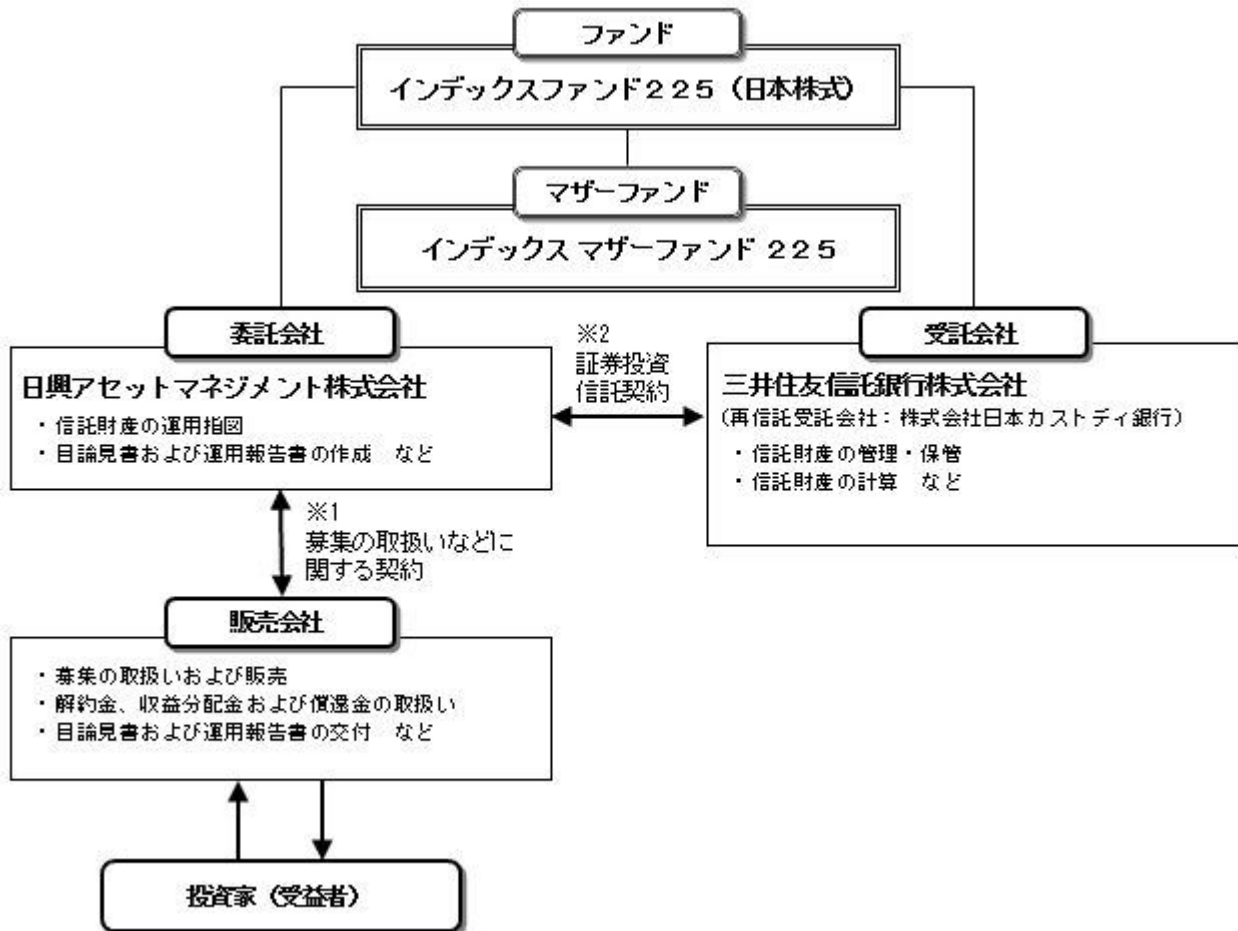 ファンド
インデックスファンド２２５（日本株式）
マザーファンド
インデックス マザーファンド ２２５
委託会社
日興アセットマネジメント株式会社
・信託財産の運用指図
・目論見書および運用報告書の作成　など
※2
証券投資
信託契約
受託会社
三井住友信託銀行株式会社
（再信託受託会社：株式会社日本カストディ銀行）
・信託財産の管理・保管
・信託財産の計算　など
※1
募集の取扱いなどに
関する契約
販売会社
・募集の取扱いおよび販売
・解約金、収益分配金および償還金の取扱い
・目論見書および運用報告書の交付　など
投資家（受益者）